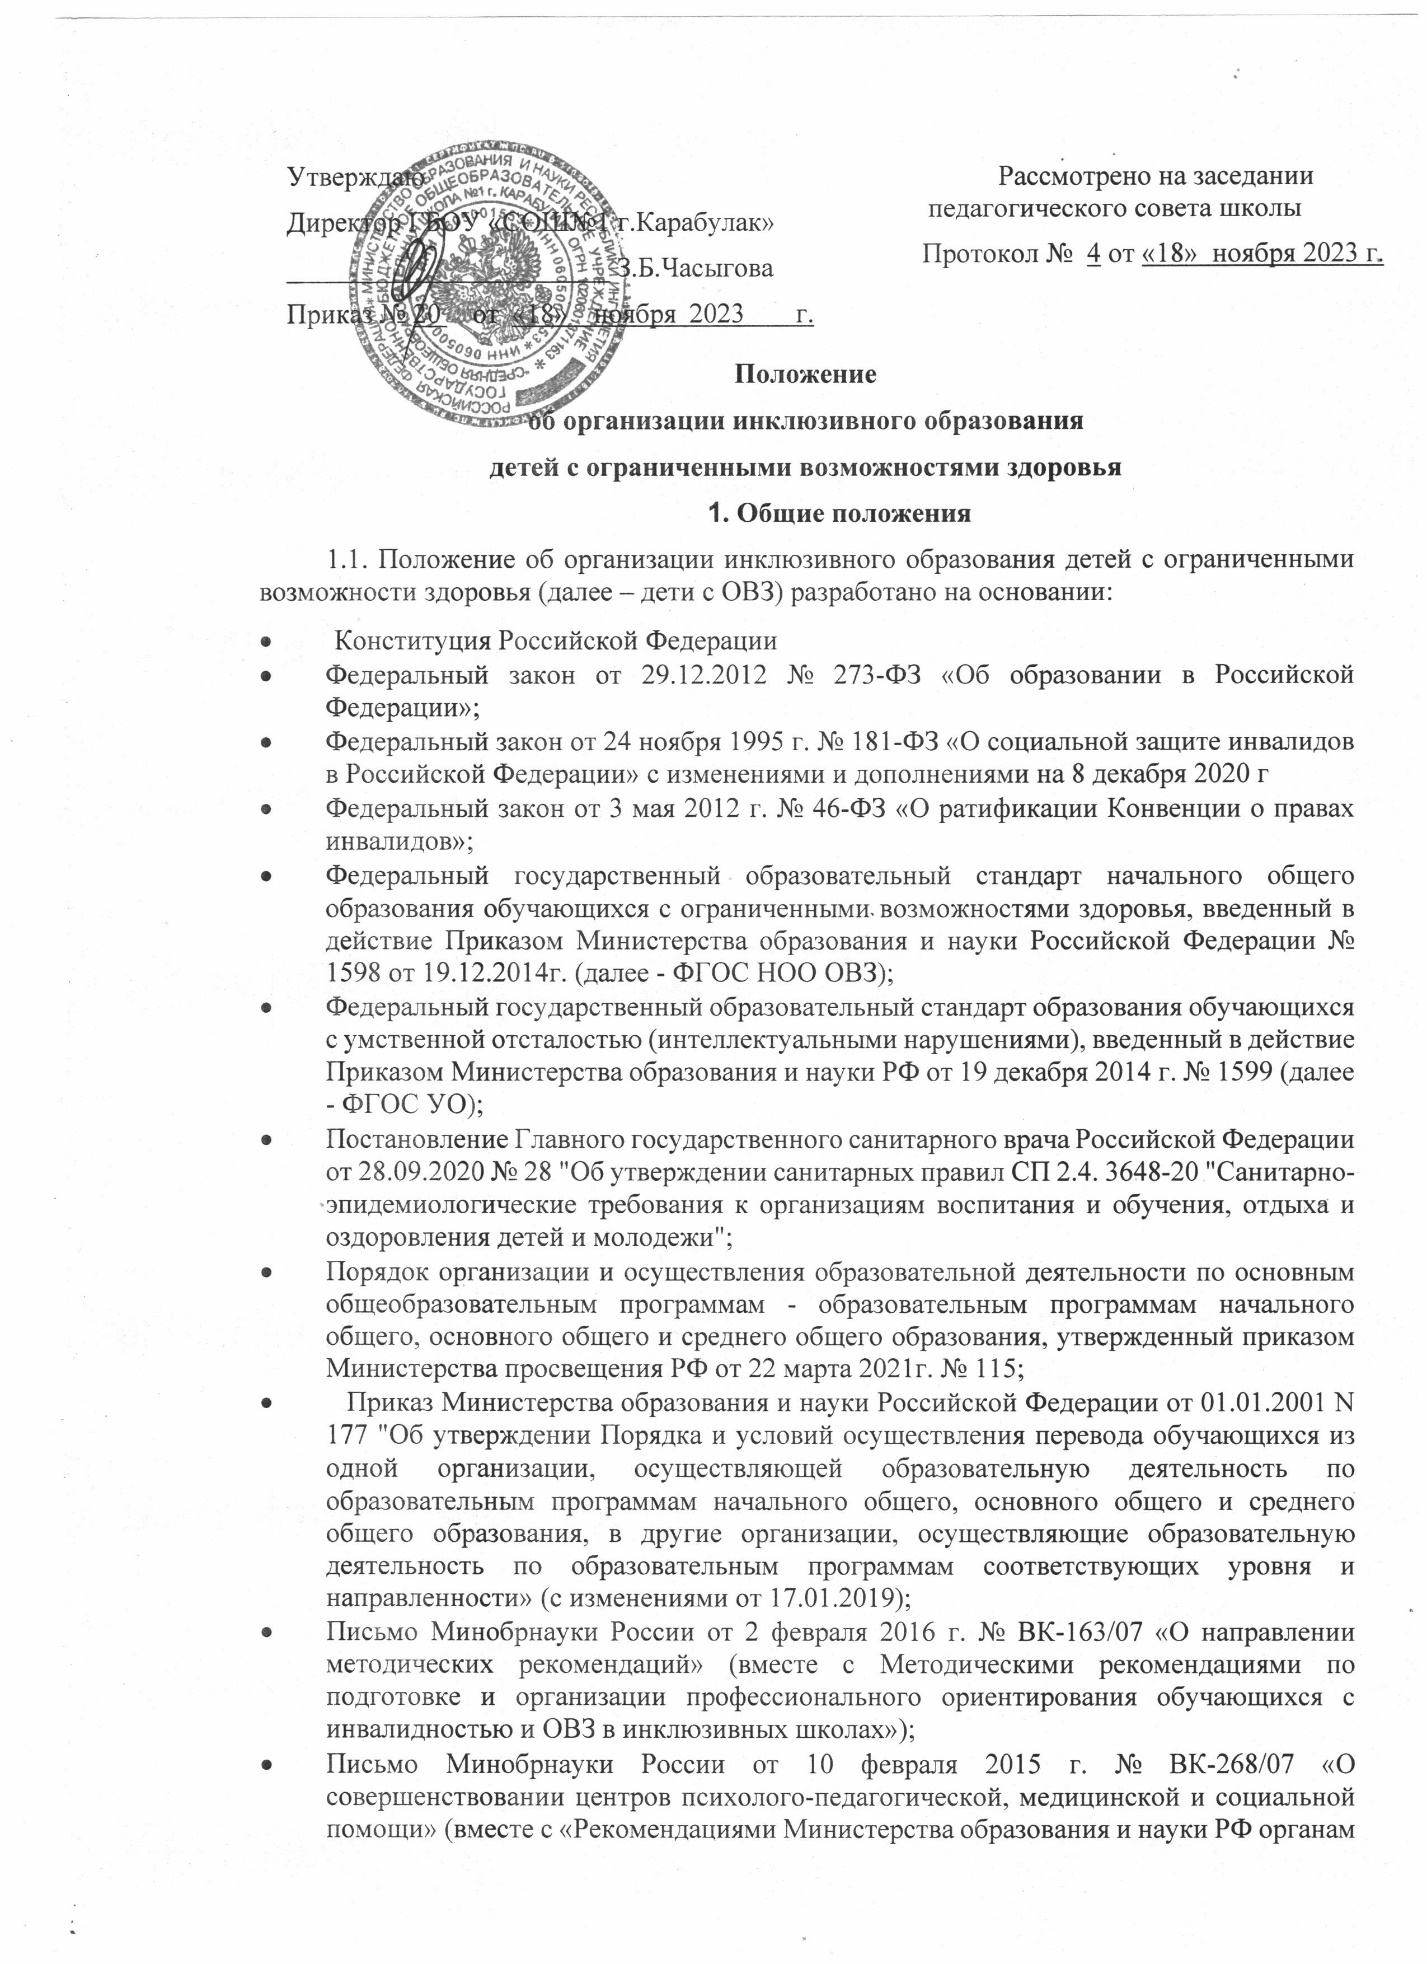 Утверждаю
Директор ГБОУ «СОШ№1 г.Карабулак»
З.Б.Часыгова
Приказ № 20 от «18» ноября 2023 г.
Рассмотрено на заседании
педагогического совета школы
Протокол № 4 от «18» ноября 2023 г.
Положение
об организации инклюзивного образования
детей с ограниченными возможностями здоровья
1. Общие положения
1.1. Положение об организации инклюзивного образования детей с ограниченными
возможности здоровья (далее – дети с ОВЗ) разработано на основании:
• Конституция Российской Федерации
• Федеральный закон от 29.12.2012 № 273-ФЗ «Об образовании в Российской
Федерации»;
• Федеральный закон от 24 ноября 1995 г. № 181-ФЗ «О социальной защите инвалидов
в Российской Федерации» с изменениями и дополнениями на 8 декабря 2020 г
• Федеральный закон от 3 мая 2012 г. № 46-ФЗ «О ратификации Конвенции о правах
инвалидов»;
• Федеральный государственный образовательный стандарт начального общего
образования обучающихся с ограниченными возможностями здоровья, введенный в
действие Приказом Министерства образования и науки Российской Федерации №
1598 от 19.12.2014г. (далее - ФГОС НОО ОВЗ);
• Федеральный государственный образовательный стандарт образования обучающихся
с умственной отсталостью (интеллектуальными нарушениями), введенный в действие
Приказом Министерства образования и науки РФ от 19 декабря 2014 г. № 1599 (далее
- ФГОС УО);
• Постановление Главного государственного санитарного врача Российской Федерации
от 28.09.2020 № 28 "Об утверждении санитарных правил СП 2.4. 3648-20 "Санитарно-
эпидемиологические требования к организациям воспитания и обучения, отдыха и
оздоровления детей и молодежи";
• Порядок организации и осуществления образовательной деятельности по основным
общеобразовательным программам - образовательным программам начального
общего, основного общего и среднего общего образования, утвержденный приказом
Министерства просвещения РФ от 22 марта 2021г. № 115;
• Приказ Министерства образования и науки Российской Федерации от 01.01.2001 N
177 "Об утверждении Порядка и условий осуществления перевода обучающихся из
одной организации, осуществляющей образовательную деятельность по
образовательным программам начального общего, основного общего и среднего
общего образования, в другие организации, осуществляющие образовательную
деятельность по образовательным программам соответствующих уровня и
направленности» (с изменениями от 17.01.2019);
• Письмо Минобрнауки России от 2 февраля 2016 г. № ВК-163/07 «О направлении
методических рекомендаций» (вместе с Методическими рекомендациями по
подготовке и организации профессионального ориентирования обучающихся с
инвалидностью и ОВЗ в инклюзивных школах»);
• Письмо Минобрнауки России от 10 февраля 2015 г. № ВК-268/07 «О
совершенствовании центров психолого-педагогической, медицинской и социальной
помощи» (вместе с «Рекомендациями Министерства образования и науки РФ органам